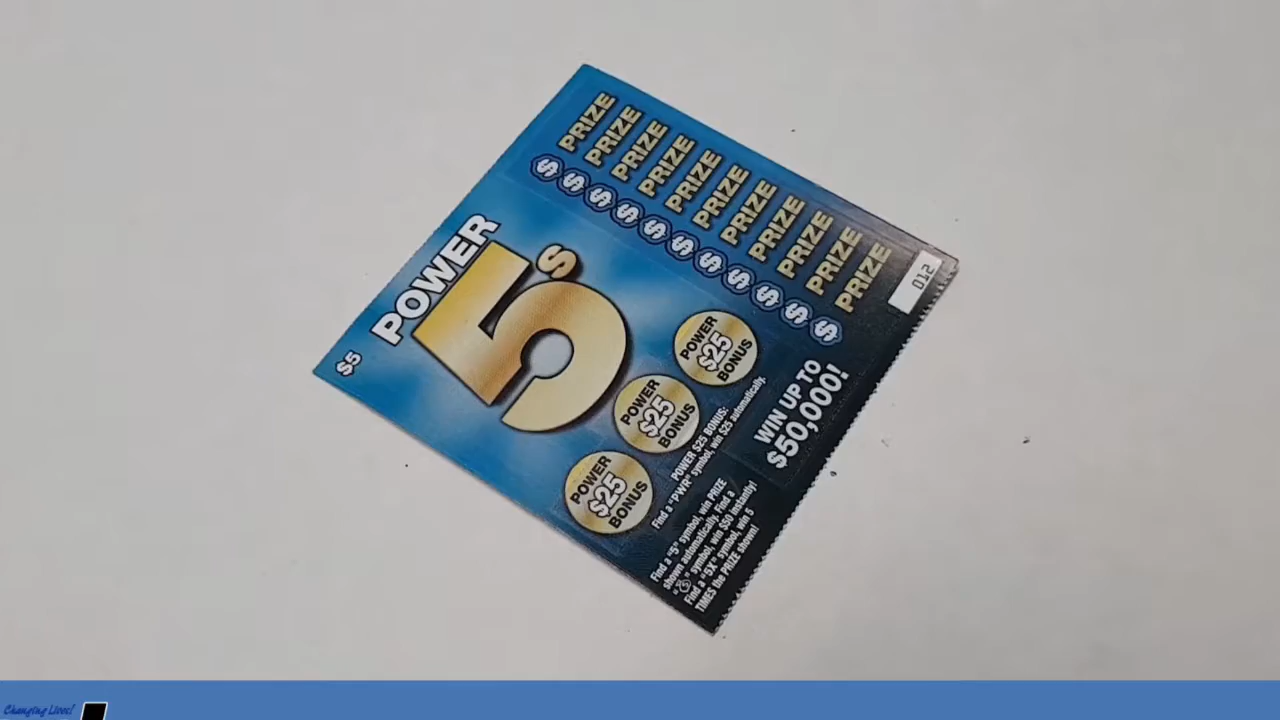 $5
POWER
5's
PRIZE
PRIZE
PRIZE
PRIZE
PRIZE
PRIZE
PRIZE
PRIZE
PRIZE
PRIZE
PRIZE
$ $ $ $ $ $ $ $ $ $ $
012
POWER
$25
BONUS
POWER
$25
BONUS
POWER
$25
BONUS
POWER $25 BONUS:
Find a "PWR" symbol, win $25 automatically.
WIN UP TO
$50,000!
Find a "5" symbol, win PRIZE
shown automatically. Find a
" " symbol, win $50 instantly!
Find a "5X" symbol, win 5
TIMES the PRIZE shown!
Changing Lives!